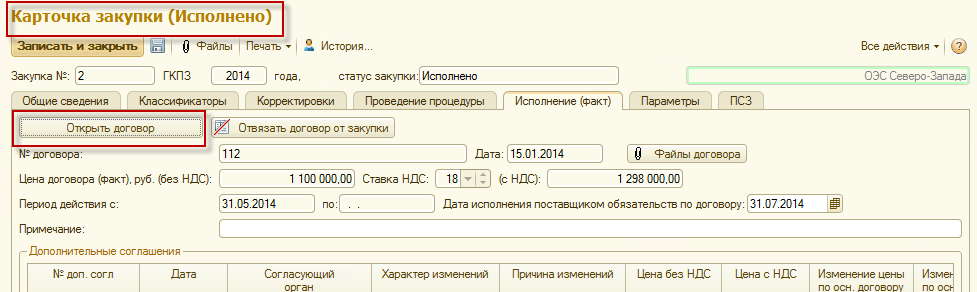 Карточка закупки (Исполнено)
Записать и закрыть Файлы Печать История... Все действия ?
Закупка №: 2 ГКПЗ 2014 года, статус закупки: Исполнено ОЭС Северо-Запада
Общие сведения Классификаторы Корректировки Проведение процедуры Исполнение (факт) Параметры ПСЗ
Открыть договор Отвязать договор от закупки
№ договора: 112 Дата: 15.01.2014 Файлы договора
Цена договора (факт), руб. (без НДС): 1 100 000,00 Ставка НДС: 18 (с НДС): 1 298 000,00
Период действия с: 31.05.2014 по: . . Дата исполнения поставщиком обязательств по договору: 31.07.2014
Примечание:
Дополнительные соглашения
№ доп. согл Дата Согласующий Характер изменений Причина изменений Цена без НДС Цена с НДС Изменение цены Измен
орган по осн. договору по осн